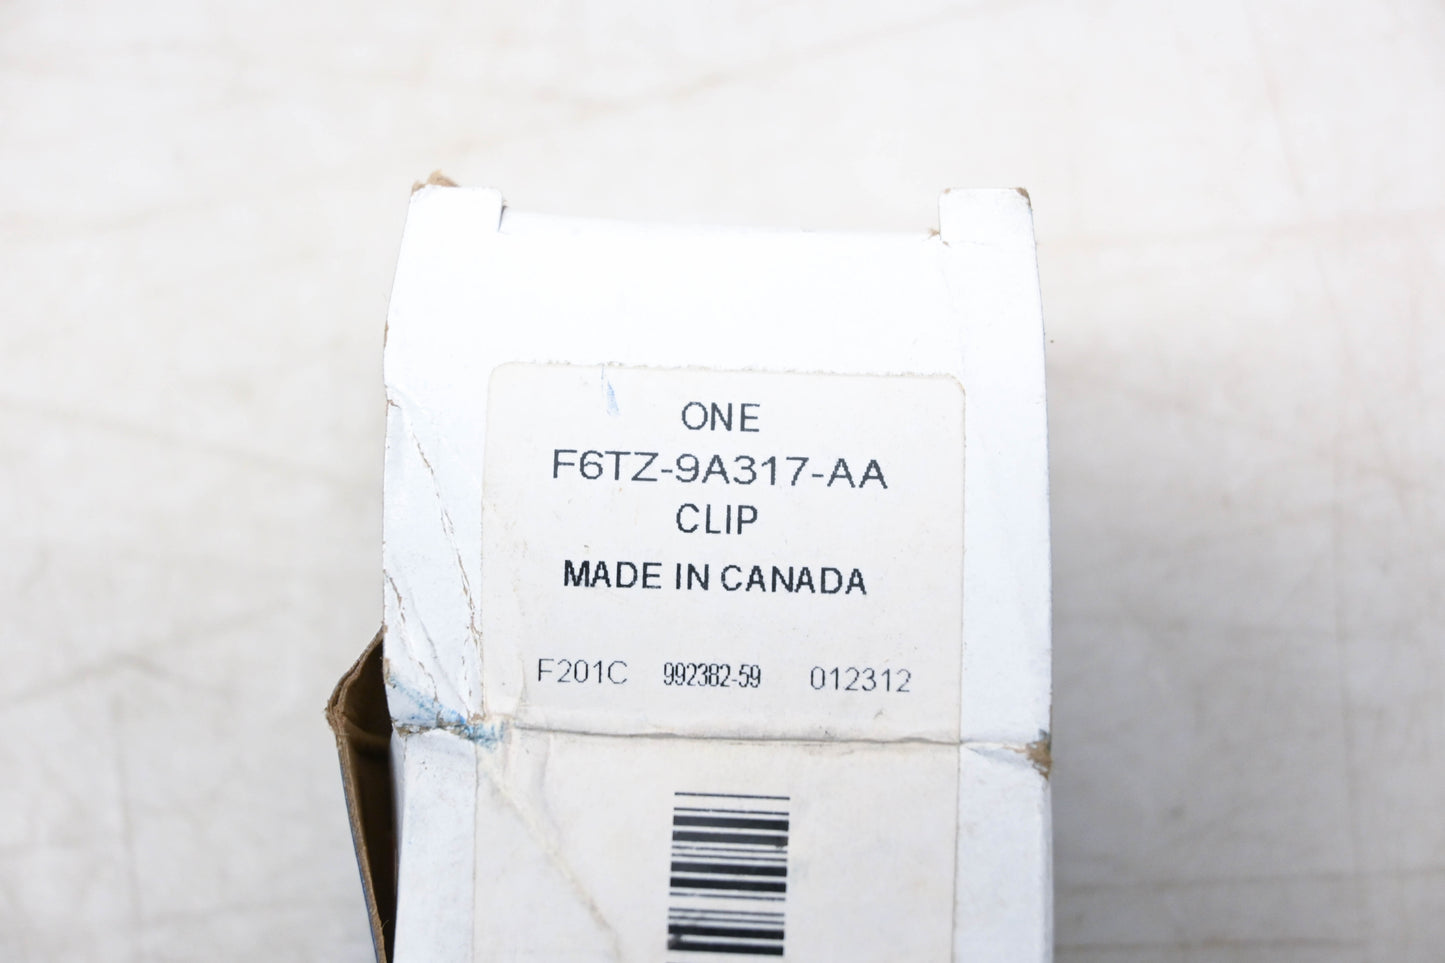 ONE
F6TZ-9A317-AA
CLIP
MADE IN CANADA
F201C 992382-59 012312